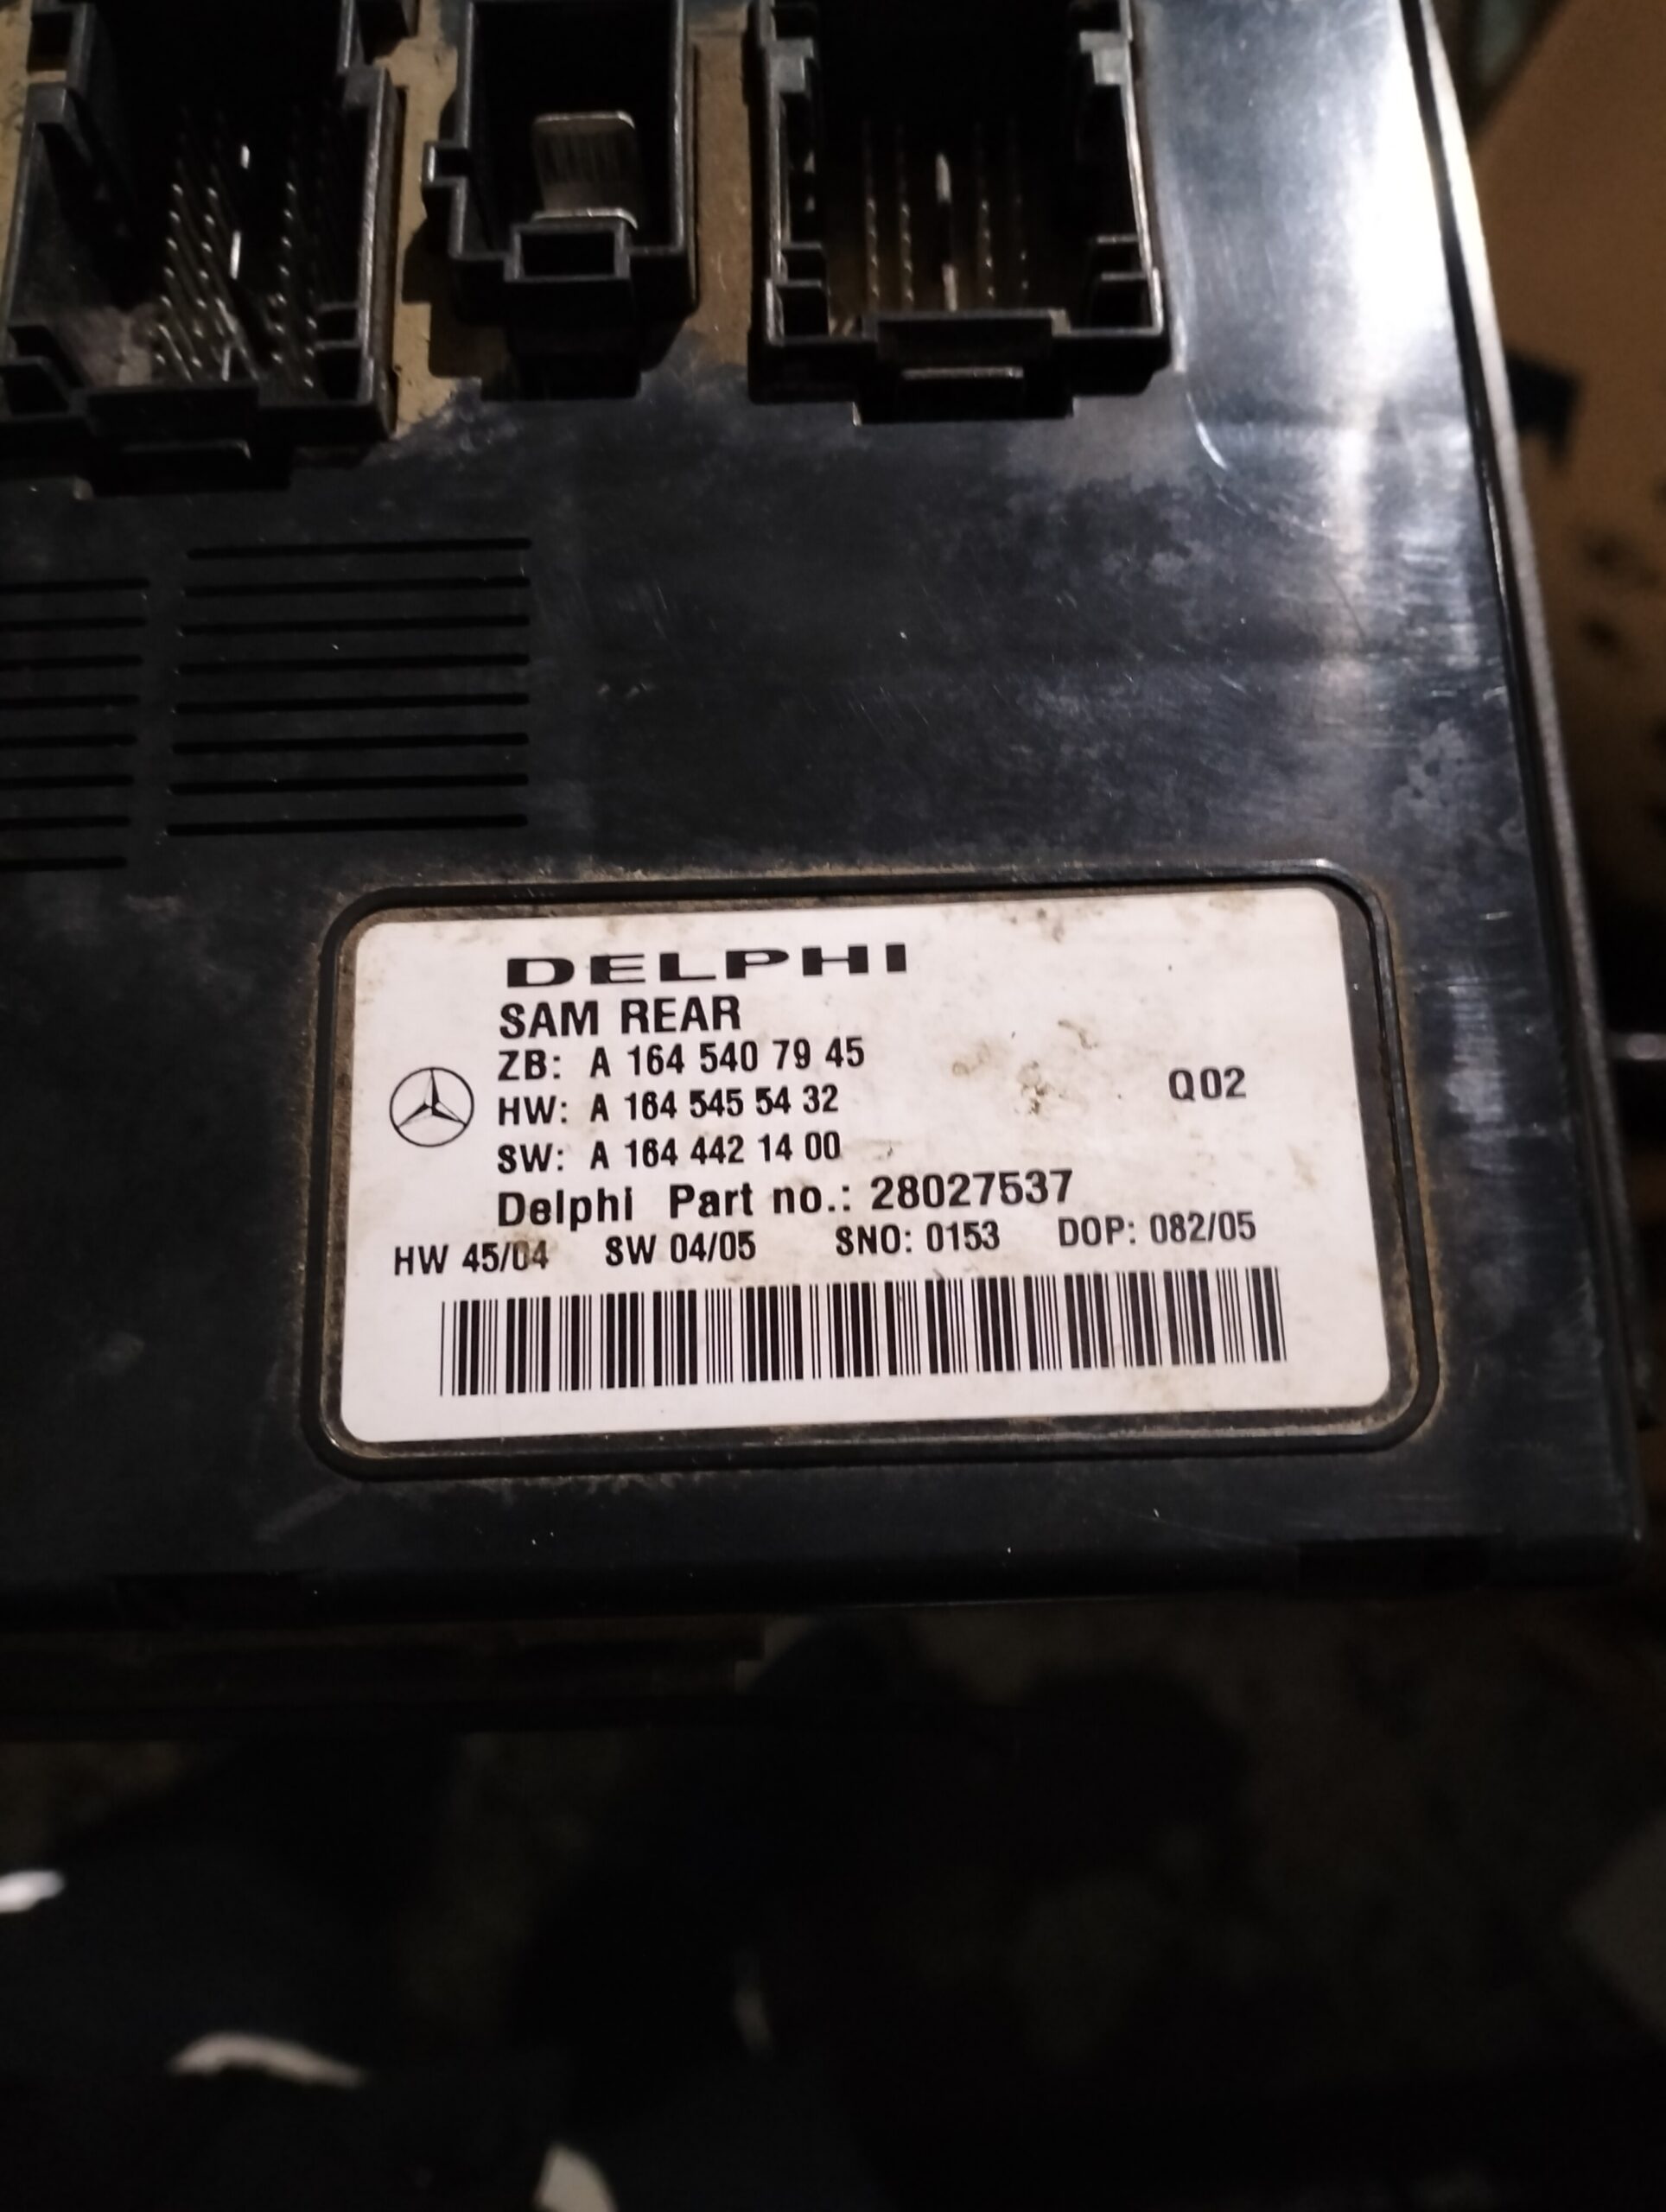 DELPHI
SAM REAR
ZB: A 164 540 79 45
HW: A 164 545 54 32
Q02
SW: A 164 442 14 00
Delphi Part no.: 28027537
HW 45/04 SW 04/05 SNO: 0153 DOP: 082/05